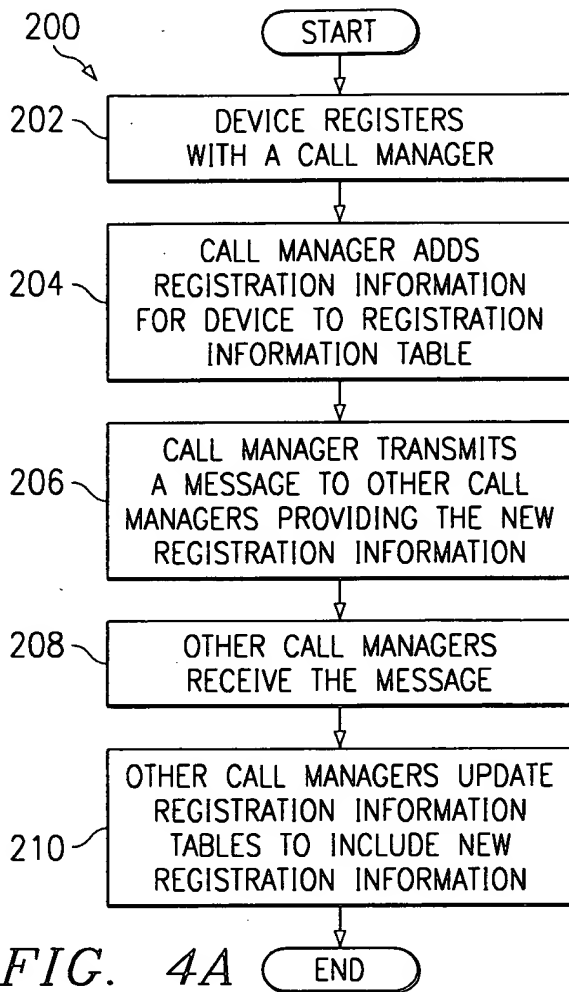 200
START
202
DEVICE REGISTERS
WITH A CALL MANAGER
204
CALL MANAGER ADDS
REGISTRATION INFORMATION
FOR DEVICE TO REGISTRATION
INFORMATION TABLE
206
CALL MANAGER TRANSMITS
A MESSAGE TO OTHER CALL
MANAGERS PROVIDING THE NEW
REGISTRATION INFORMATION
208
OTHER CALL MANAGERS
RECEIVE THE MESSAGE
210
OTHER CALL MANAGERS UPDATE
REGISTRATION INFORMATION
TABLES TO INCLUDE NEW
REGISTRATION INFORMATION
FIG. 4A
END